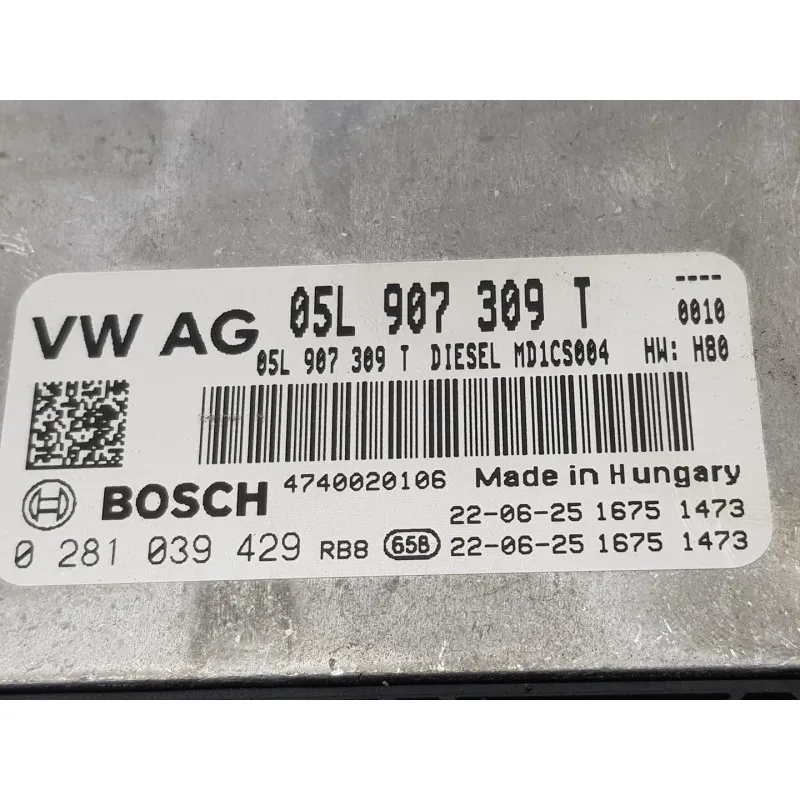 VW AG 05L 907 309 T ----
0010
05L 907 309 T DIESEL MD1CS004 HW: H80
BOSCH 4740020106 Made in Hungary
22-06-25 1675 1473
0 281 039 429 RB8 658 22-06-25 1675 1473